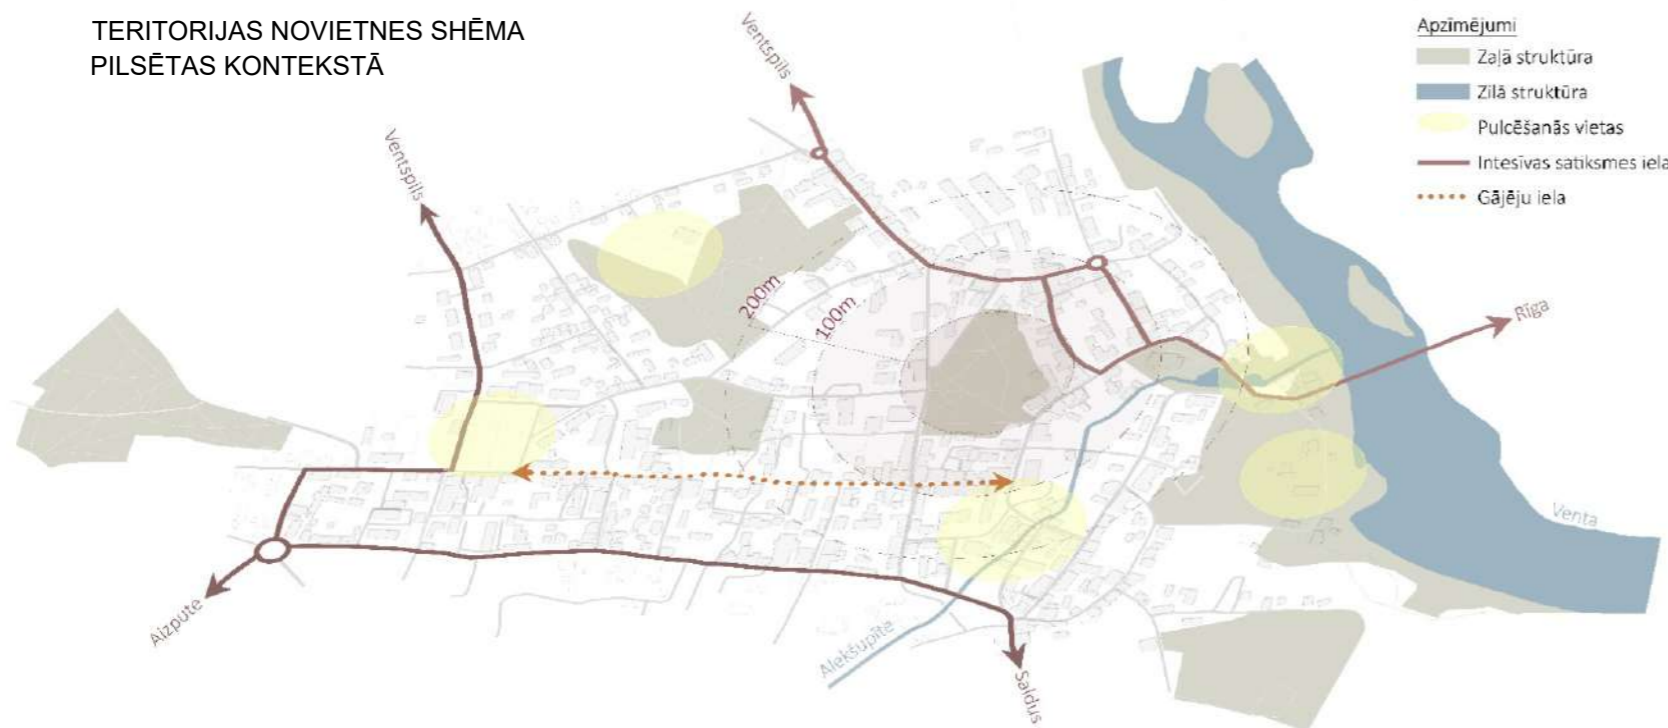 TERITORIJAS NOVIETNES SHĒMA
PILSĒTAS KONTEKSTĀ
Apzīmējumi
Zaļā struktūra
Zilā struktūra
Pulcēšanās vietas
Intesīvas satiksmes iela
Gājēju iela
Ventspils
Ventspils
200m
100m
Rīga
Venta
Aizpute
Alekšupīte
Saldus